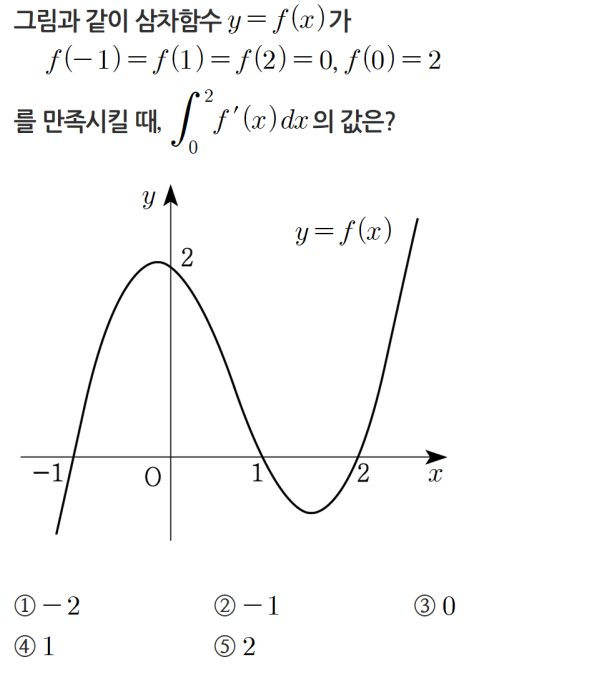 그림과 같이 삼차함수 y=f(x)가
f(−1)=f(1)=f(2)=0, f(0)=2
를 만족시킬 때, ∫₀² f′(x)dx의 값은?
y
y=f(x)
2
−1 O 1 2 x
① −2 ② −1 ③ 0
④ 1 ⑤ 2